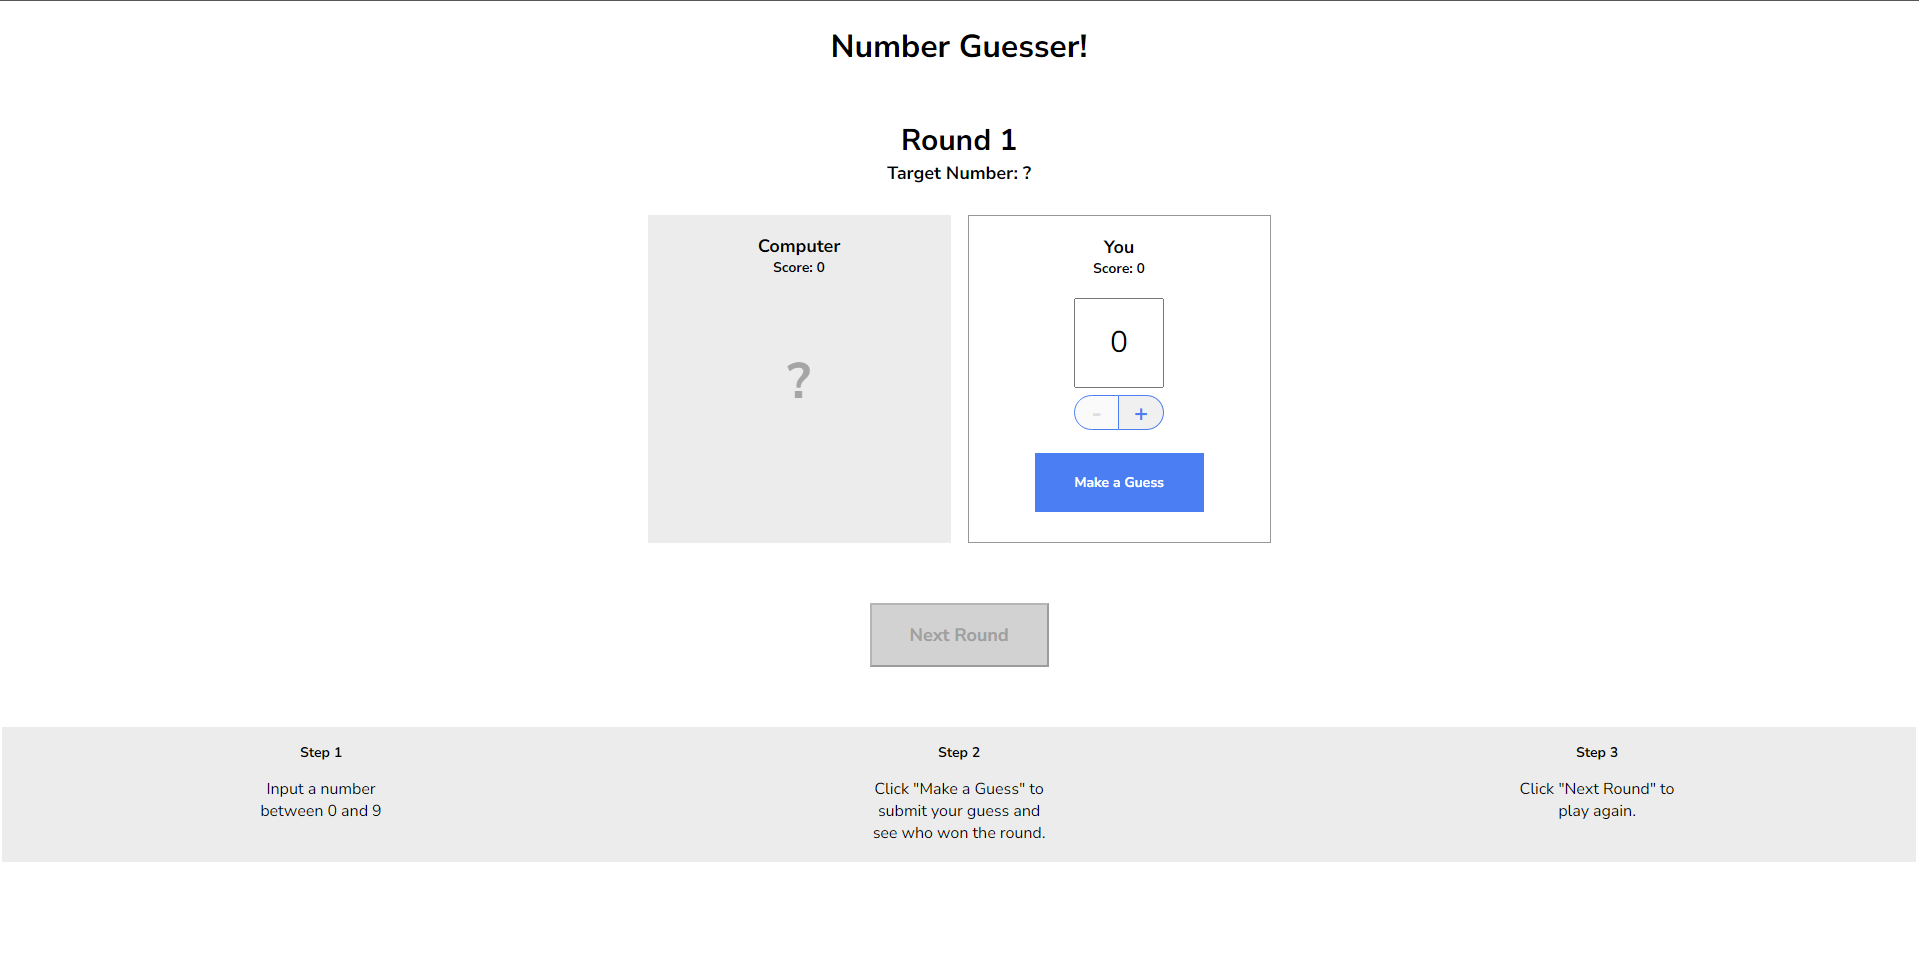 Number Guesser!
Round 1
Target Number: ?
Computer
Score: 0
?
You
Score: 0
0
- +
Make a Guess
Next Round
Step 1
Input a number
between 0 and 9
Step 2
Click "Make a Guess" to
submit your guess and
see who won the round.
Step 3
Click "Next Round" to
play again.